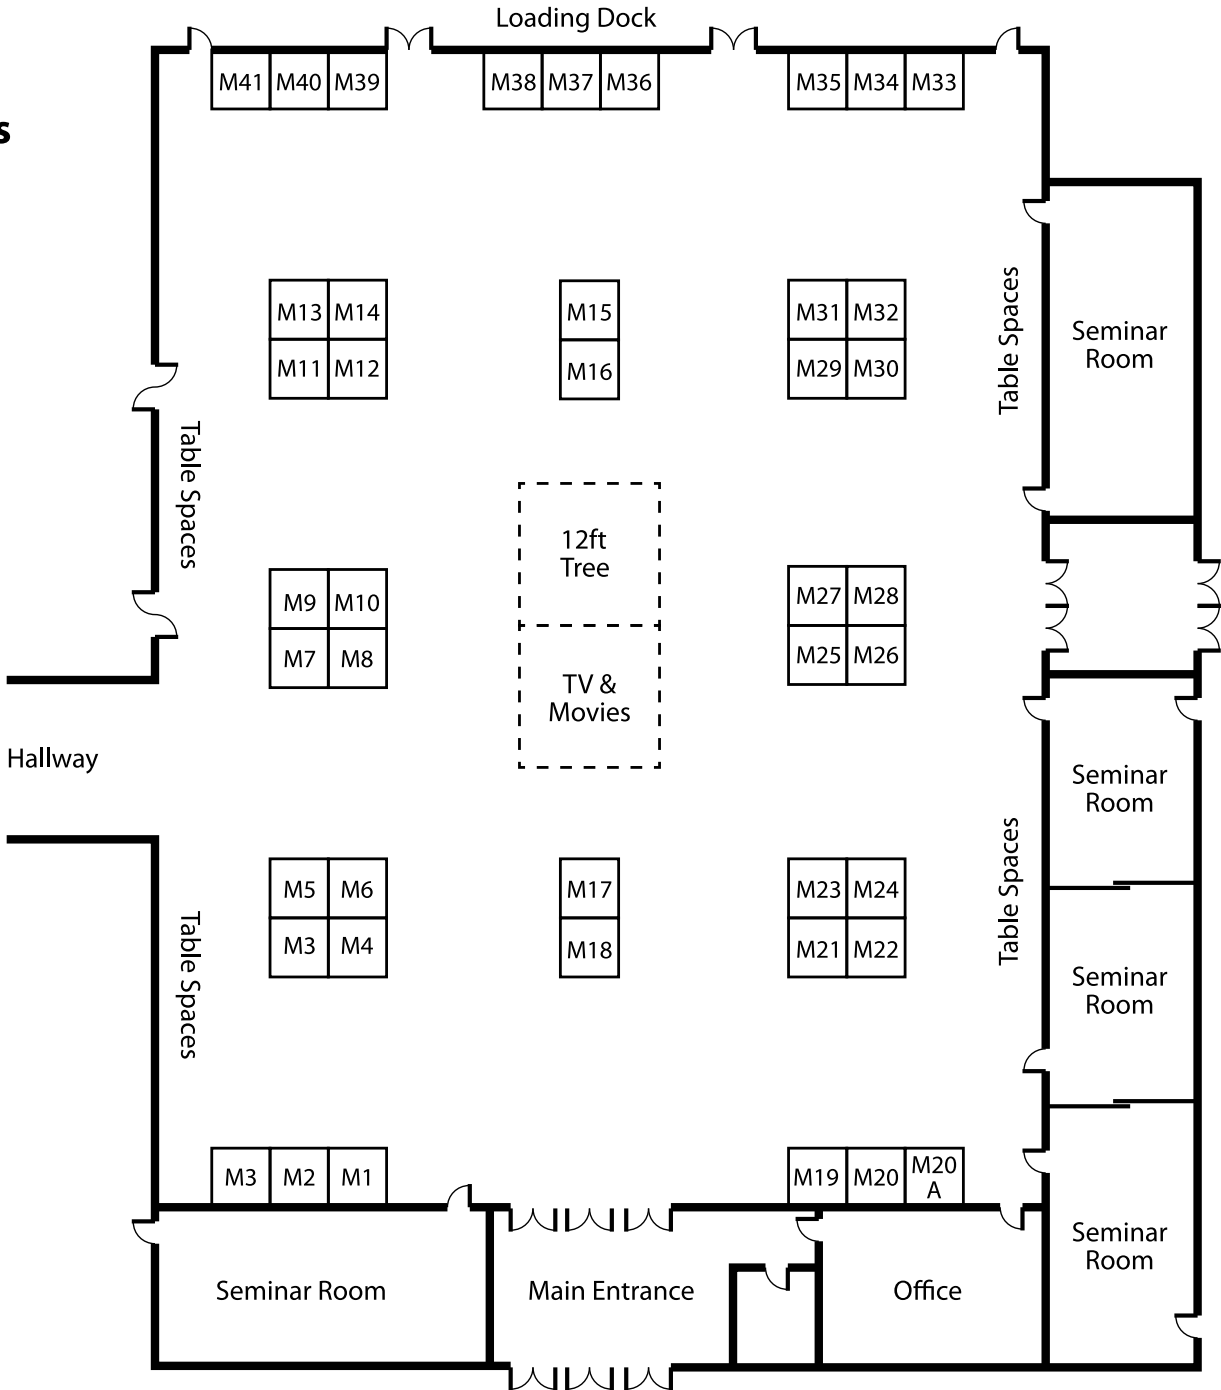 Loading Dock
s
M41 M40 M39 M38 M37 M36 M35 M34 M33
M13 M14 M15 M31 M32
M11 M12 M16 M29 M30
Table Spaces
Seminar
Room
Table Spaces
12ft
Tree
M9 M10 M27 M28
M7 M8 M25 M26
TV &
Movies
Hallway
Seminar
Room
M5 M6 M17 M23 M24
M3 M4 M18 M21 M22
Table Spaces
Table Spaces
Seminar
Room
M3 M2 M1 M19 M20 M20
A
Seminar
Room
Seminar Room
Main Entrance
Office